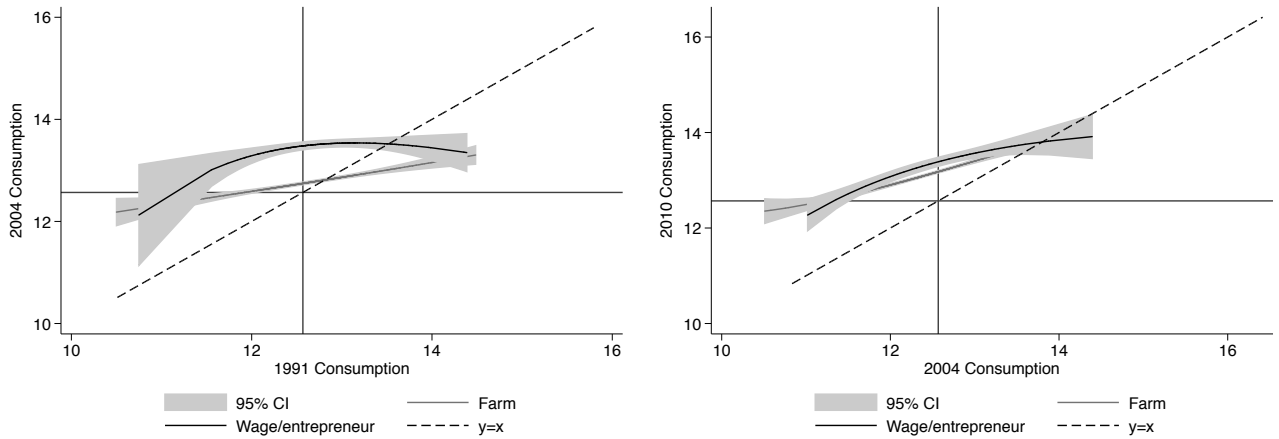 16
14
12
10
2004 Consumption
10 12 14 16
1991 Consumption
95% CI Farm
Wage/entrepreneur y=x
16
14
12
10
2010 Consumption
10 12 14 16
2004 Consumption
95% CI Farm
Wage/entrepreneur y=x